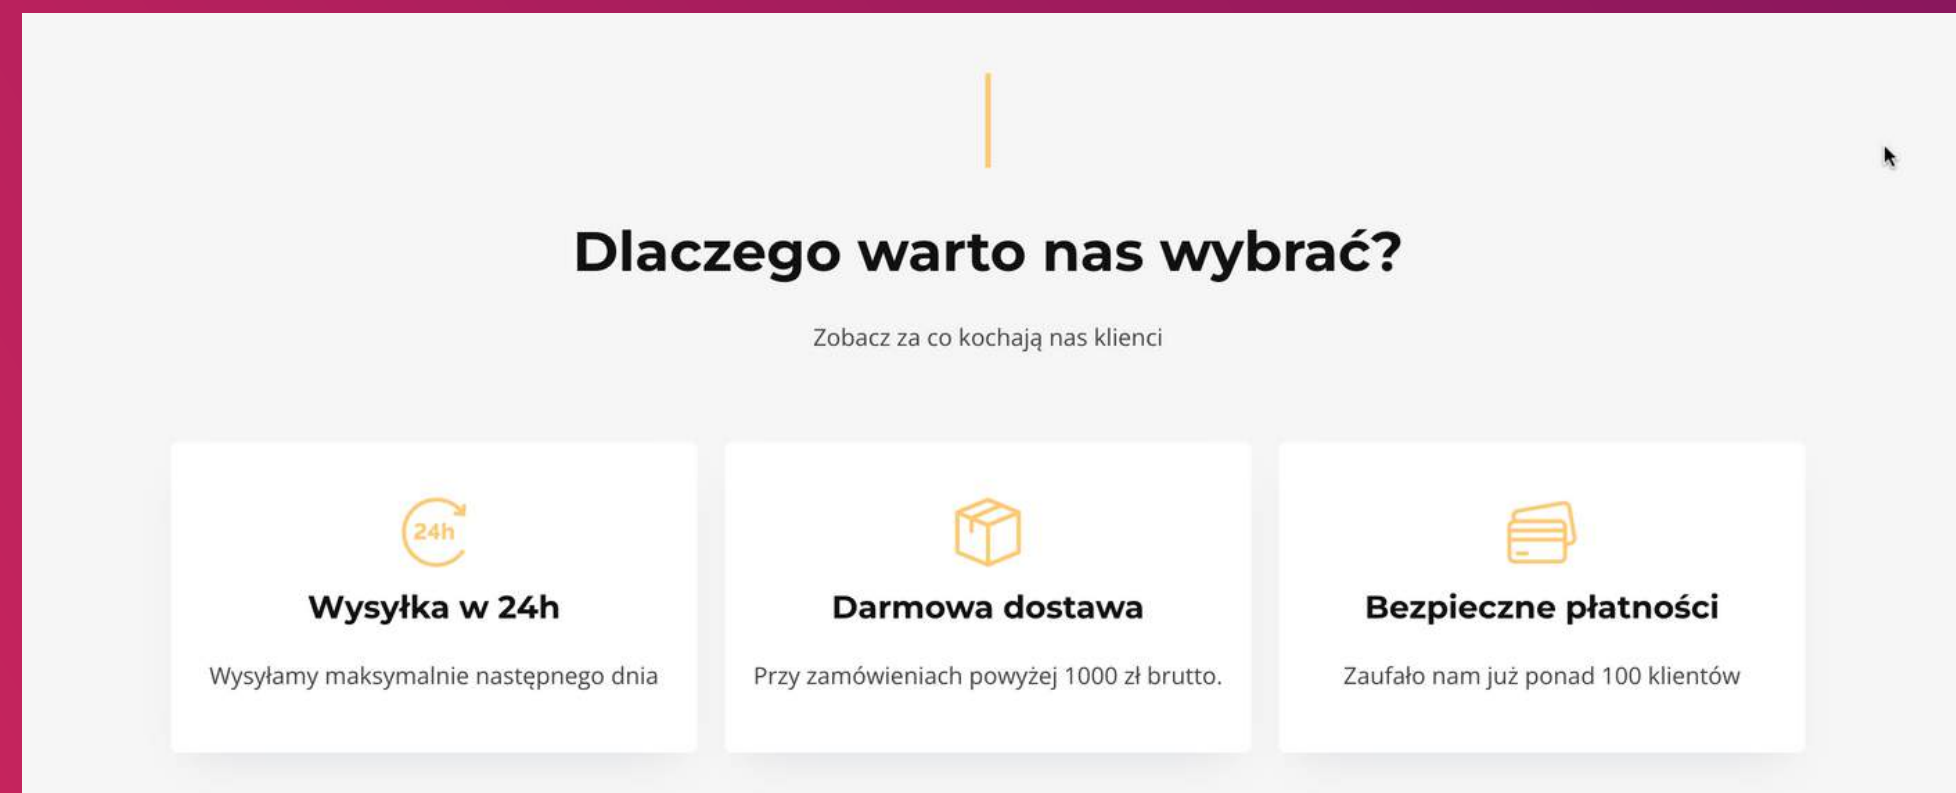 Dlaczego warto nas wybrać?
Zobacz za co kochają nas klienci
24h
Wysyłka w 24h
Wysyłamy maksymalnie następnego dnia
Darmowa dostawa
Przy zamówieniach powyżej 1000 zł brutto.
Bezpieczne płatności
Zaufało nam już ponad 100 klientów